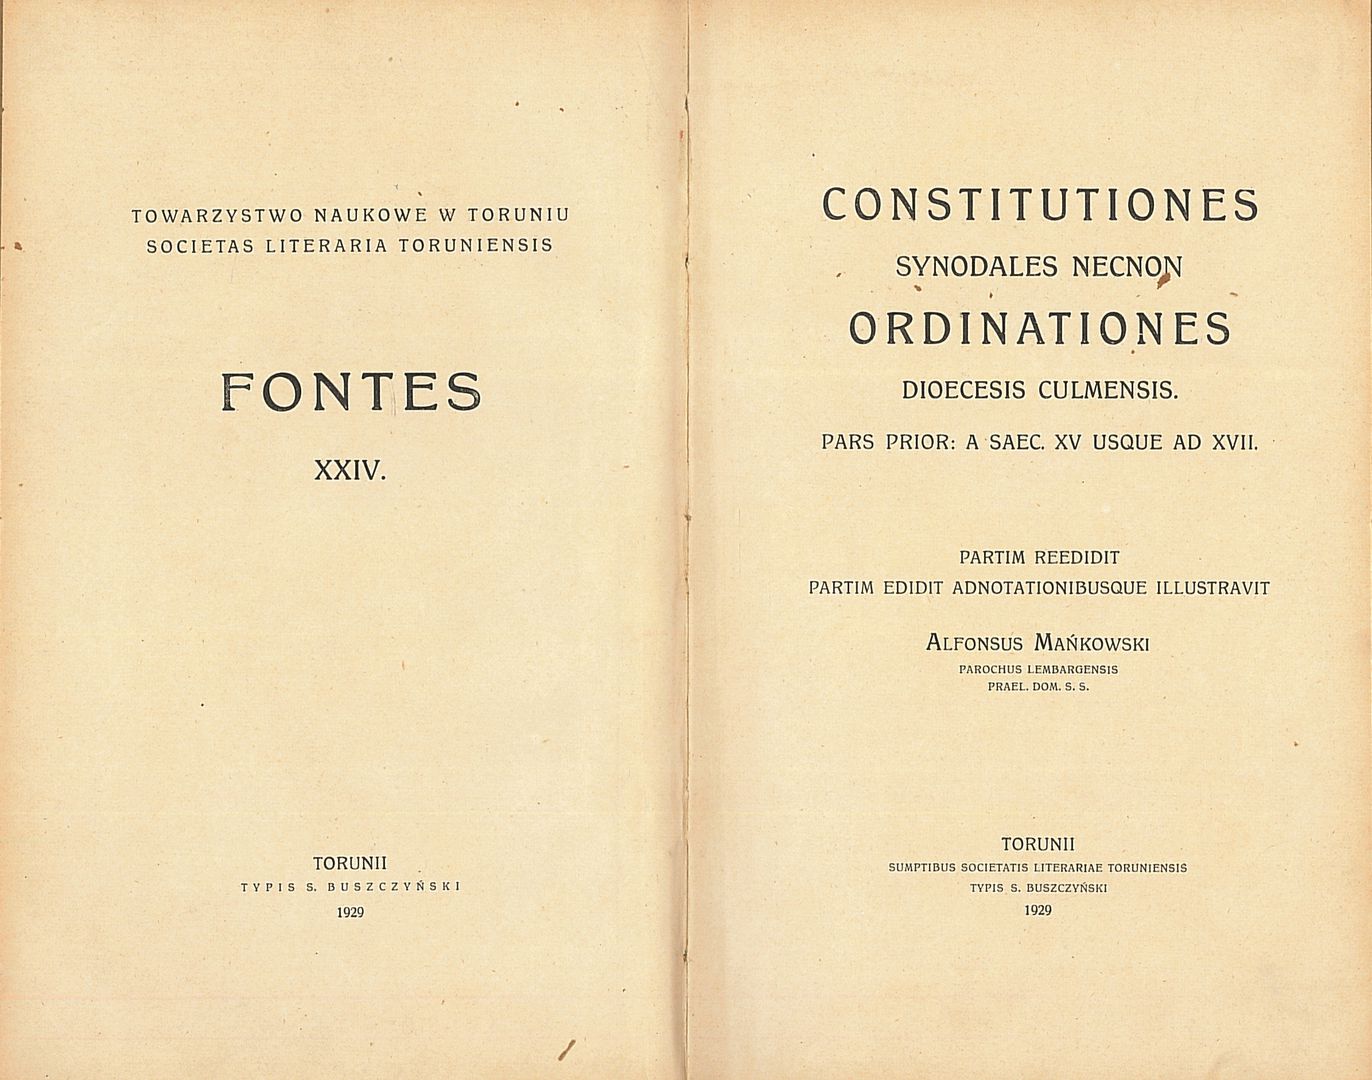 TOWARZYSTWO NAUKOWE W TORUNIU
SOCIETAS LITERARIA TORUNIENSIS
FONTES
XXIV.
TORUNII
TYPIS S. BUSZCZYŃSKI
1929
CONSTITUTIONES
SYNODALES NECNON
ORDINATIONES
DIOECESIS CULMENSIS.
PARS PRIOR: A SAEC. XV USQUE AD XVII.
PARTIM REEDIDIT
PARTIM EDIDIT ADNOTATIONIBUSQUE ILLUSTRAVIT
ALFONSUS MAŃKOWSKI
PAROCHUS LEMBARGENSIS
PRAEL. DOM. S. S.
TORUNII
SUMPTIBUS SOCIETATIS LITERARIAE TORUNIENSIS
TYPIS S. BUSZCZYŃSKI
1929